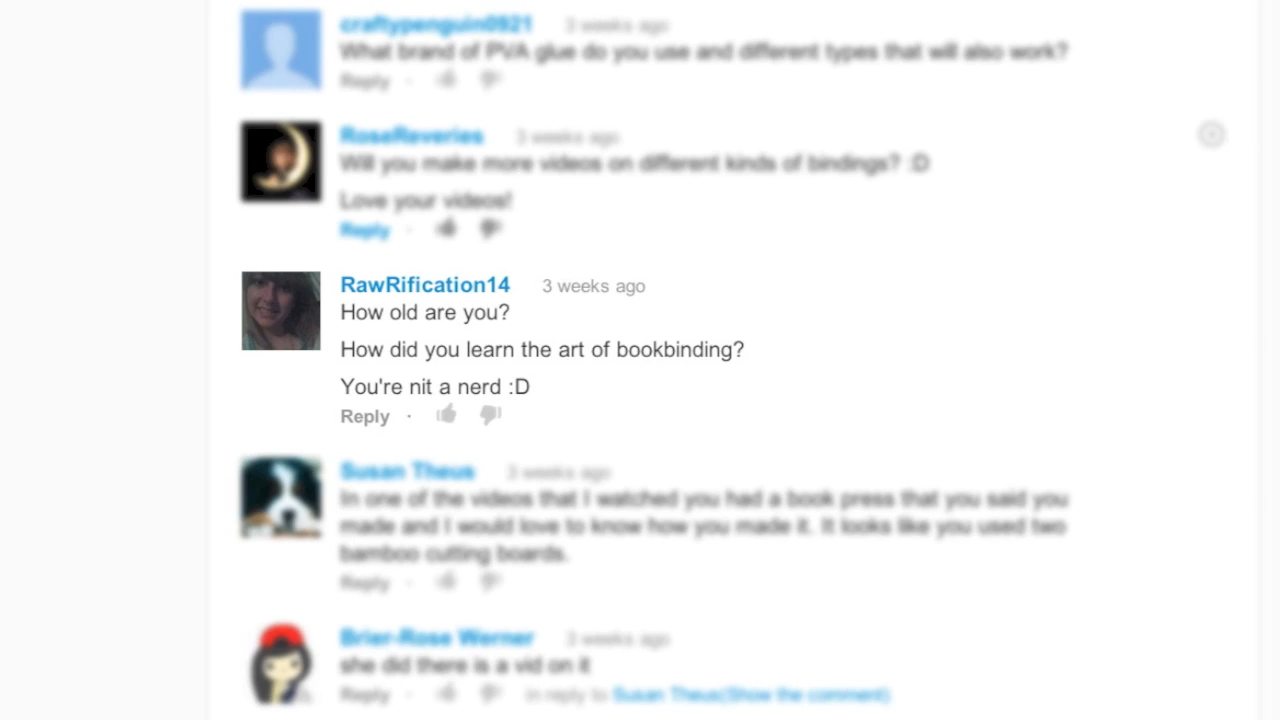 craftypenguin0921 3 weeks ago
What brand of PVA glue do you use and different types that will also work?
Reply ·
RoseReveries 3 weeks ago
Will you make more videos on different kinds of bindings? :D
Love your videos!
Reply ·
RawRification14 3 weeks ago
How old are you?
How did you learn the art of bookbinding?
You're nit a nerd :D
Reply ·
Susan Theus 3 weeks ago
In one of the videos that I watched you had a book press that you said you
made and I would love to know how you made it. It looks like you used two
bamboo cutting boards.
Reply ·
Brier-Rose Werner 3 weeks ago
she did there is a vid on it
Reply · in reply to Susan Theus(Show the comment)